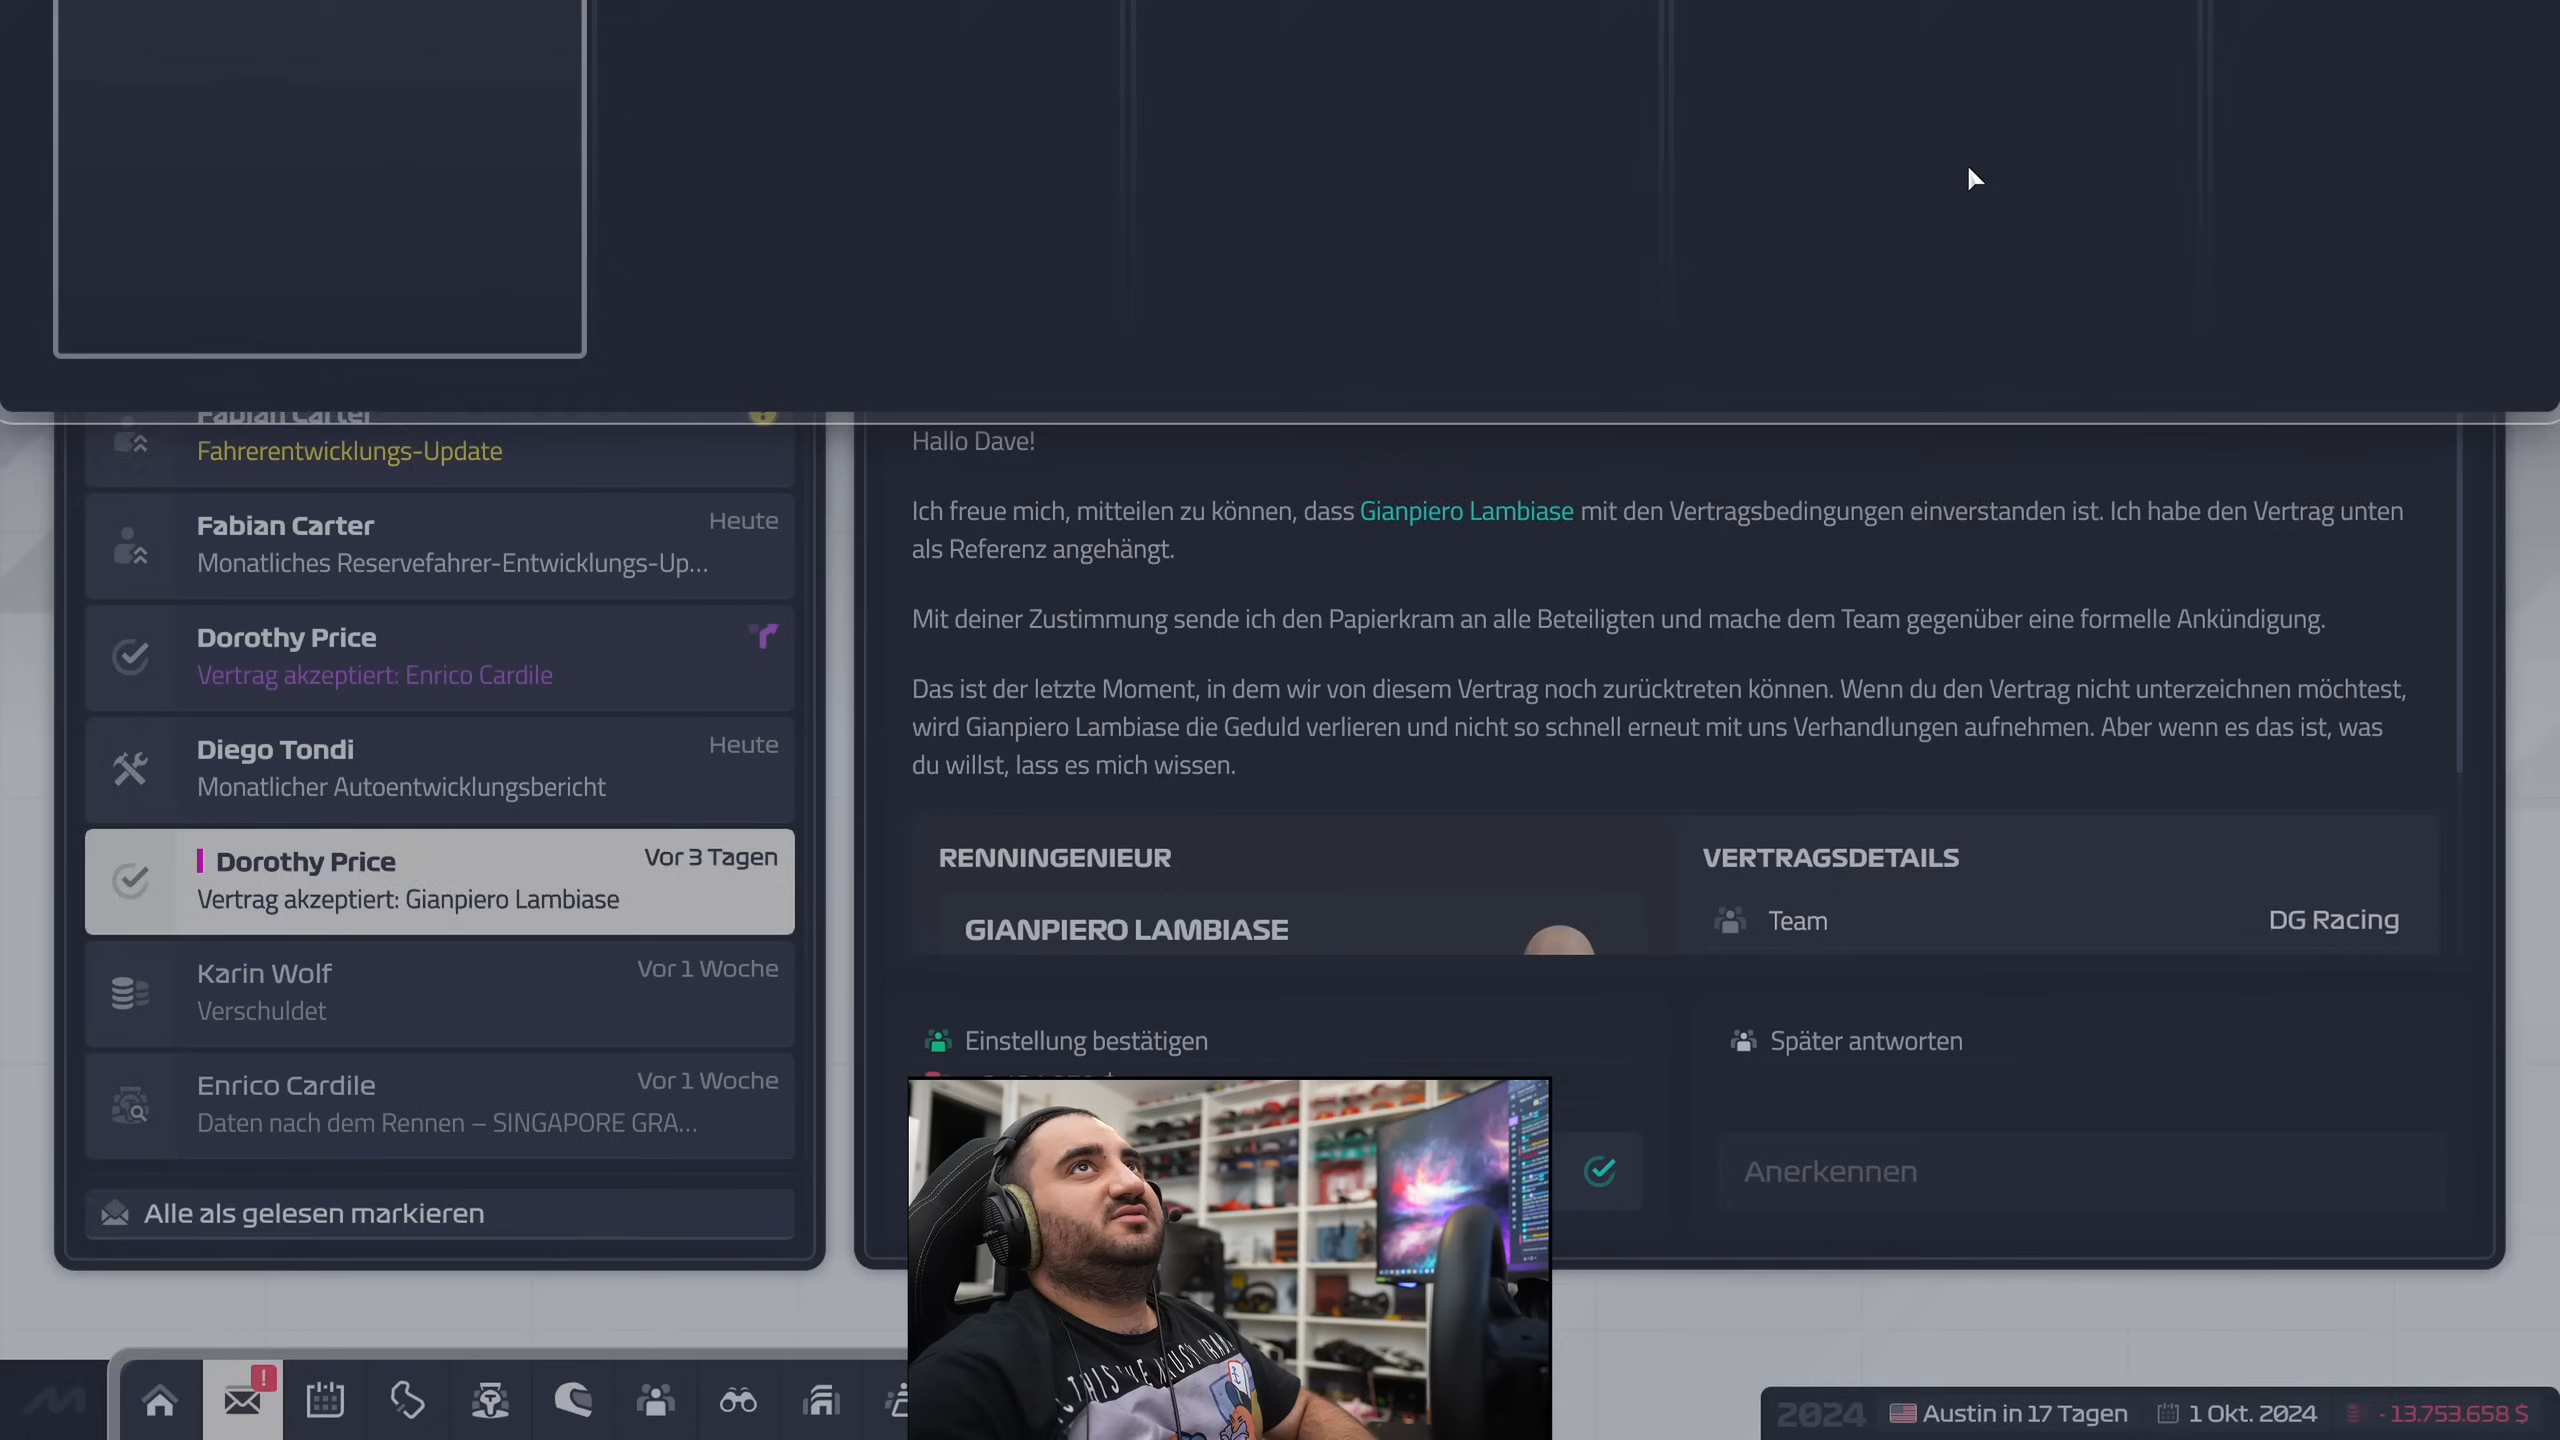 Fabian Carter
Fahrerentwicklungs-Update
Fabian Carter
Heute
Monatliches Reservefahrer-Entwicklungs-Up...
Dorothy Price
Vertrag akzeptiert: Enrico Cardile
Diego Tondi
Heute
Monatlicher Autoentwicklungsbericht
Dorothy Price
Vor 3 Tagen
Vertrag akzeptiert: Gianpiero Lambiase
Karin Wolf
Vor 1 Woche
Verschuldet
Enrico Cardile
Vor 1 Woche
Daten nach dem Rennen – SINGAPORE GRA...
Alle als gelesen markieren
Hallo Dave!
Ich freue mich, mitteilen zu können, dass Gianpiero Lambiase mit den Vertragsbedingungen einverstanden ist. Ich habe den Vertrag unten
als Referenz angehängt.
Mit deiner Zustimmung sende ich den Papierkram an alle Beteiligten und mache dem Team gegenüber eine formelle Ankündigung.
Das ist der letzte Moment, in dem wir von diesem Vertrag noch zurücktreten können. Wenn du den Vertrag nicht unterzeichnen möchtest,
wird Gianpiero Lambiase die Geduld verlieren und nicht so schnell erneut mit uns Verhandlungen aufnehmen. Aber wenn es das ist, was
du willst, lass es mich wissen.
RENNINGENIEUR
GIANPIERO LAMBIASE
VERTRAGSDETAILS
Team
DG Racing
Einstellung bestätigen
Später antworten
Anerkennen
2024
Austin in 17 Tagen
1 Okt. 2024
- 13.753.658 $